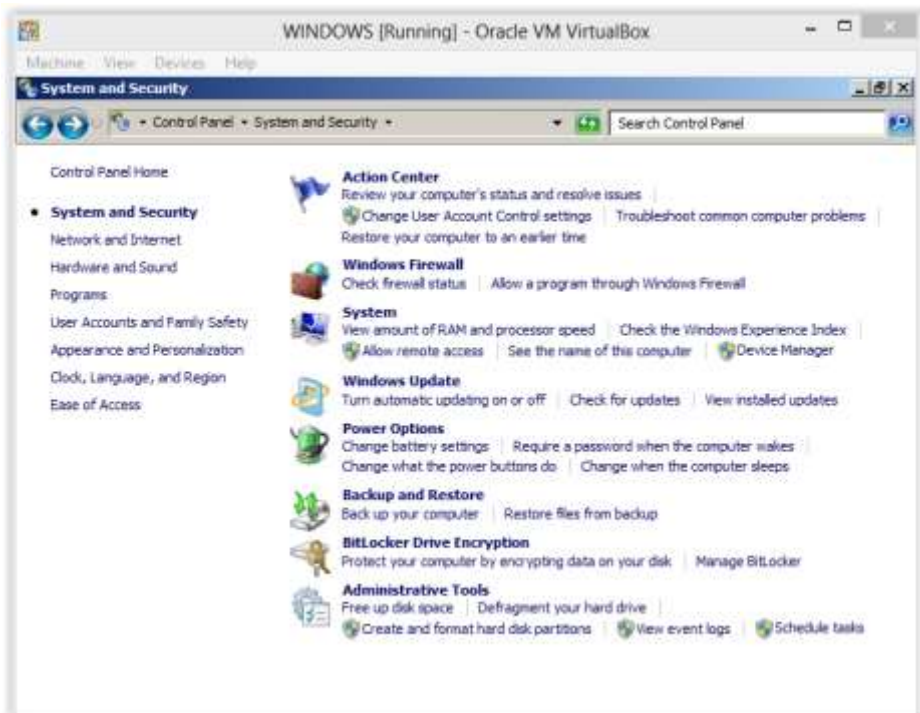 WINDOWS [Running] - Oracle VM VirtualBox
Machine View Devices Help
System and Security
Control Panel System and Security
Search Control Panel
Control Panel Home
System and Security
Network and Internet
Hardware and Sound
Programs
User Accounts and Family Safety
Appearance and Personalization
Clock, Language, and Region
Ease of Access
Action Center
Review your computer's status and resolve issues
Change User Account Control settings Troubleshoot common computer problems
Restore your computer to an earlier time
Windows Firewall
Check firewall status Allow a program through Windows Firewall
System
View amount of RAM and processor speed Check the Windows Experience Index
Allow remote access See the name of this computer Device Manager
Windows Update
Turn automatic updating on or off Check for updates View installed updates
Power Options
Change battery settings Require a password when the computer wakes
Change what the power buttons do Change when the computer sleeps
Backup and Restore
Back up your computer Restore files from backup
BitLocker Drive Encryption
Protect your computer by encrypting data on your disk Manage BitLocker
Administrative Tools
Free up disk space Defragment your hard drive
Create and format hard disk partitions View event logs Schedule tasks